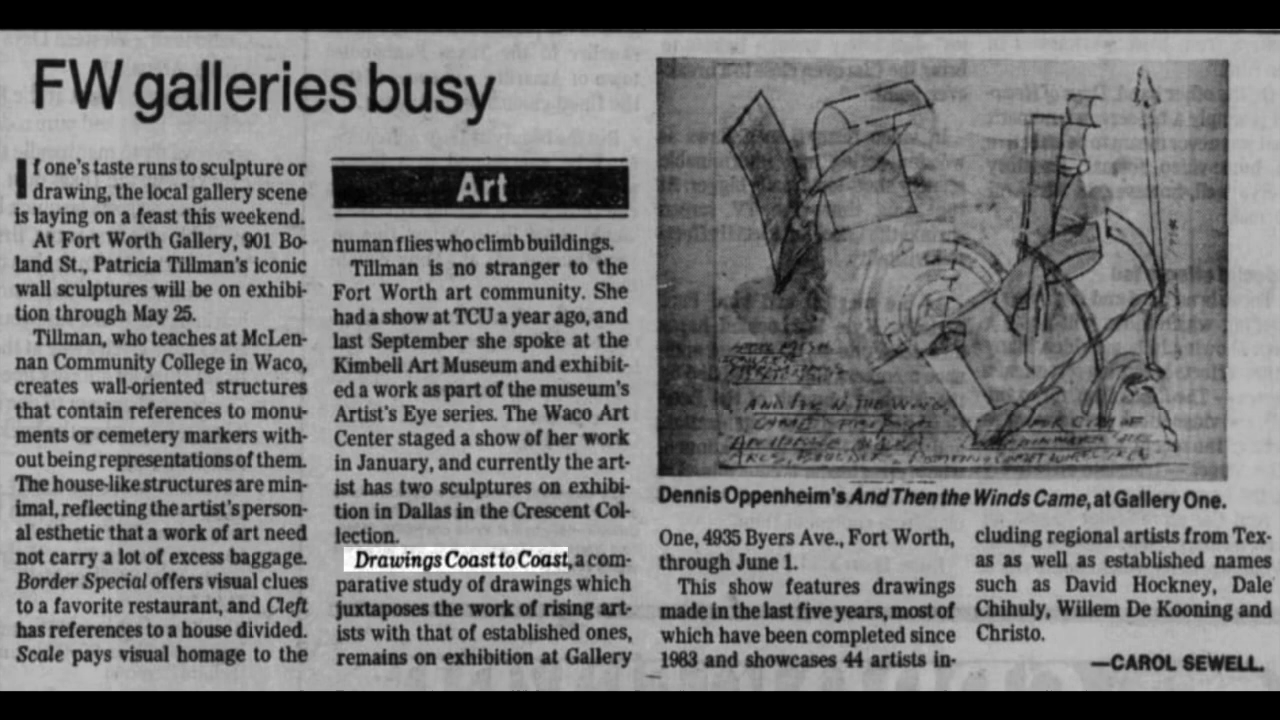 FW galleries busy
If one's taste runs to sculpture or
drawing, the local gallery scene
is laying on a feast this weekend.
At Fort Worth Gallery, 901 Bo-
land St., Patricia Tillman's iconic
wall sculptures will be on exhibi-
tion through May 25.
Tillman, who teaches at McLen-
nan Community College in Waco,
creates wall-oriented structures
that contain references to monu-
ments or cemetery markers with-
out being representations of them.
The house-like structures are min-
imal, reflecting the artist's person-
al esthetic that a work of art need
not carry a lot of excess baggage.
Border Special offers visual clues
to a favorite restaurant, and Cleft
has references to a house divided.
Scale pays visual homage to the
Art
human flies who climb buildings.
Tillman is no stranger to the
Fort Worth art community. She
had a show at TCU a year ago, and
last September she spoke at the
Kimbell Art Museum and exhibit-
ed a work as part of the museum's
Artist's Eye series. The Waco Art
Center staged a show of her work
in January, and currently the art-
ist has two sculptures on exhibi-
tion in Dallas in the Crescent Col-
lection.
Drawings Coast to Coast, a com-
parative study of drawings which
juxtaposes the work of rising art-
ists with that of established ones,
remains on exhibition at Gallery
AND THEN THE WINDS
CAME
Dennis Oppenheim's And Then the Winds Came, at Gallery One.
One, 4935 Byers Ave., Fort Worth,
through June 1.
This show features drawings
made in the last five years, most of
which have been completed since
1983 and showcases 44 artists in-
cluding regional artists from Tex-
as as well as established names
such as David Hockney, Dale
Chihuly, Willem De Kooning and
Christo.
—CAROL SEWELL.